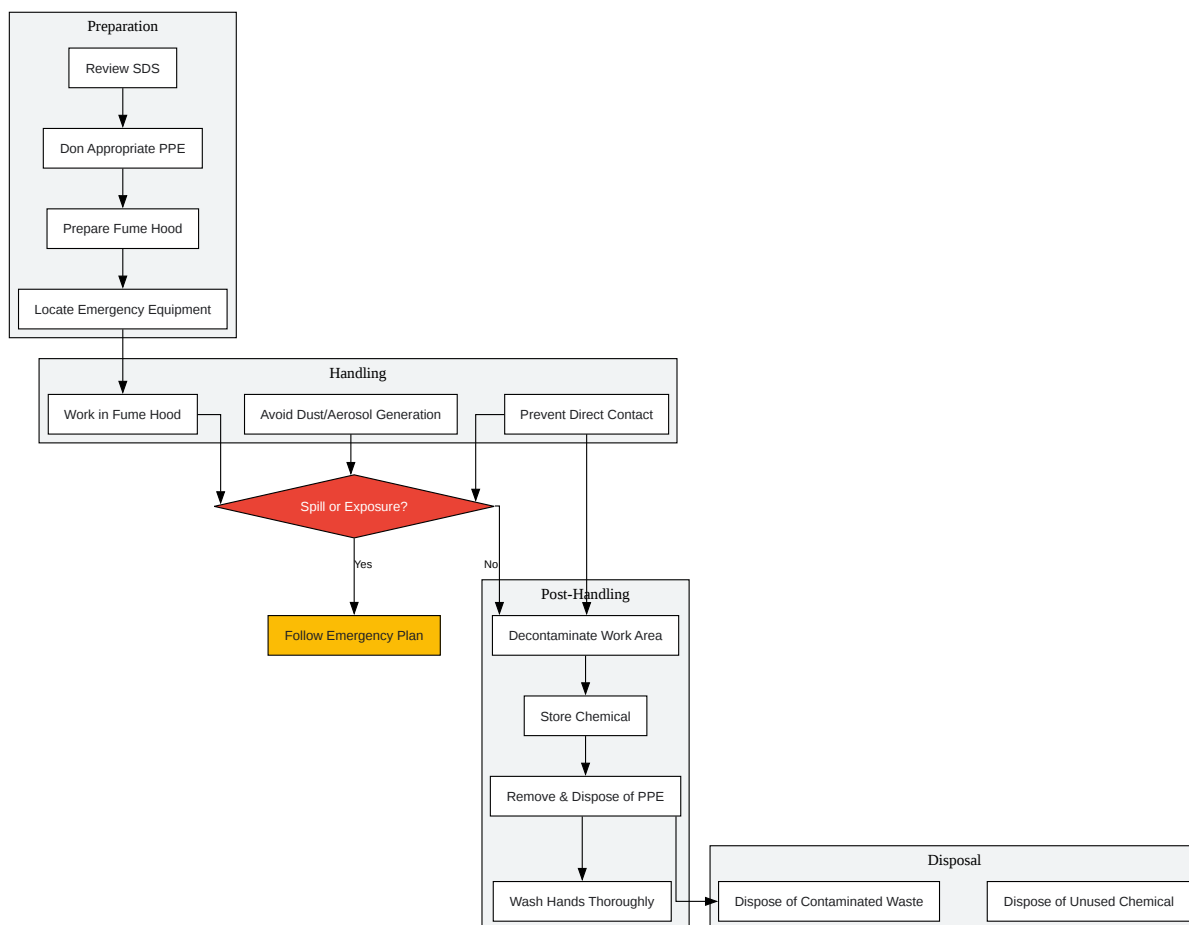 Preparation
Review SDS
Don Appropriate PPE
Prepare Fume Hood
Locate Emergency Equipment
Handling
Work in Fume Hood
Avoid Dust/Aerosol Generation
Prevent Direct Contact
Spill or Exposure?
Yes
No
Post-Handling
Follow Emergency Plan
Decontaminate Work Area
Store Chemical
Remove & Dispose of PPE
Disposal
Wash Hands Thoroughly
Dispose of Contaminated Waste
Dispose of Unused Chemical